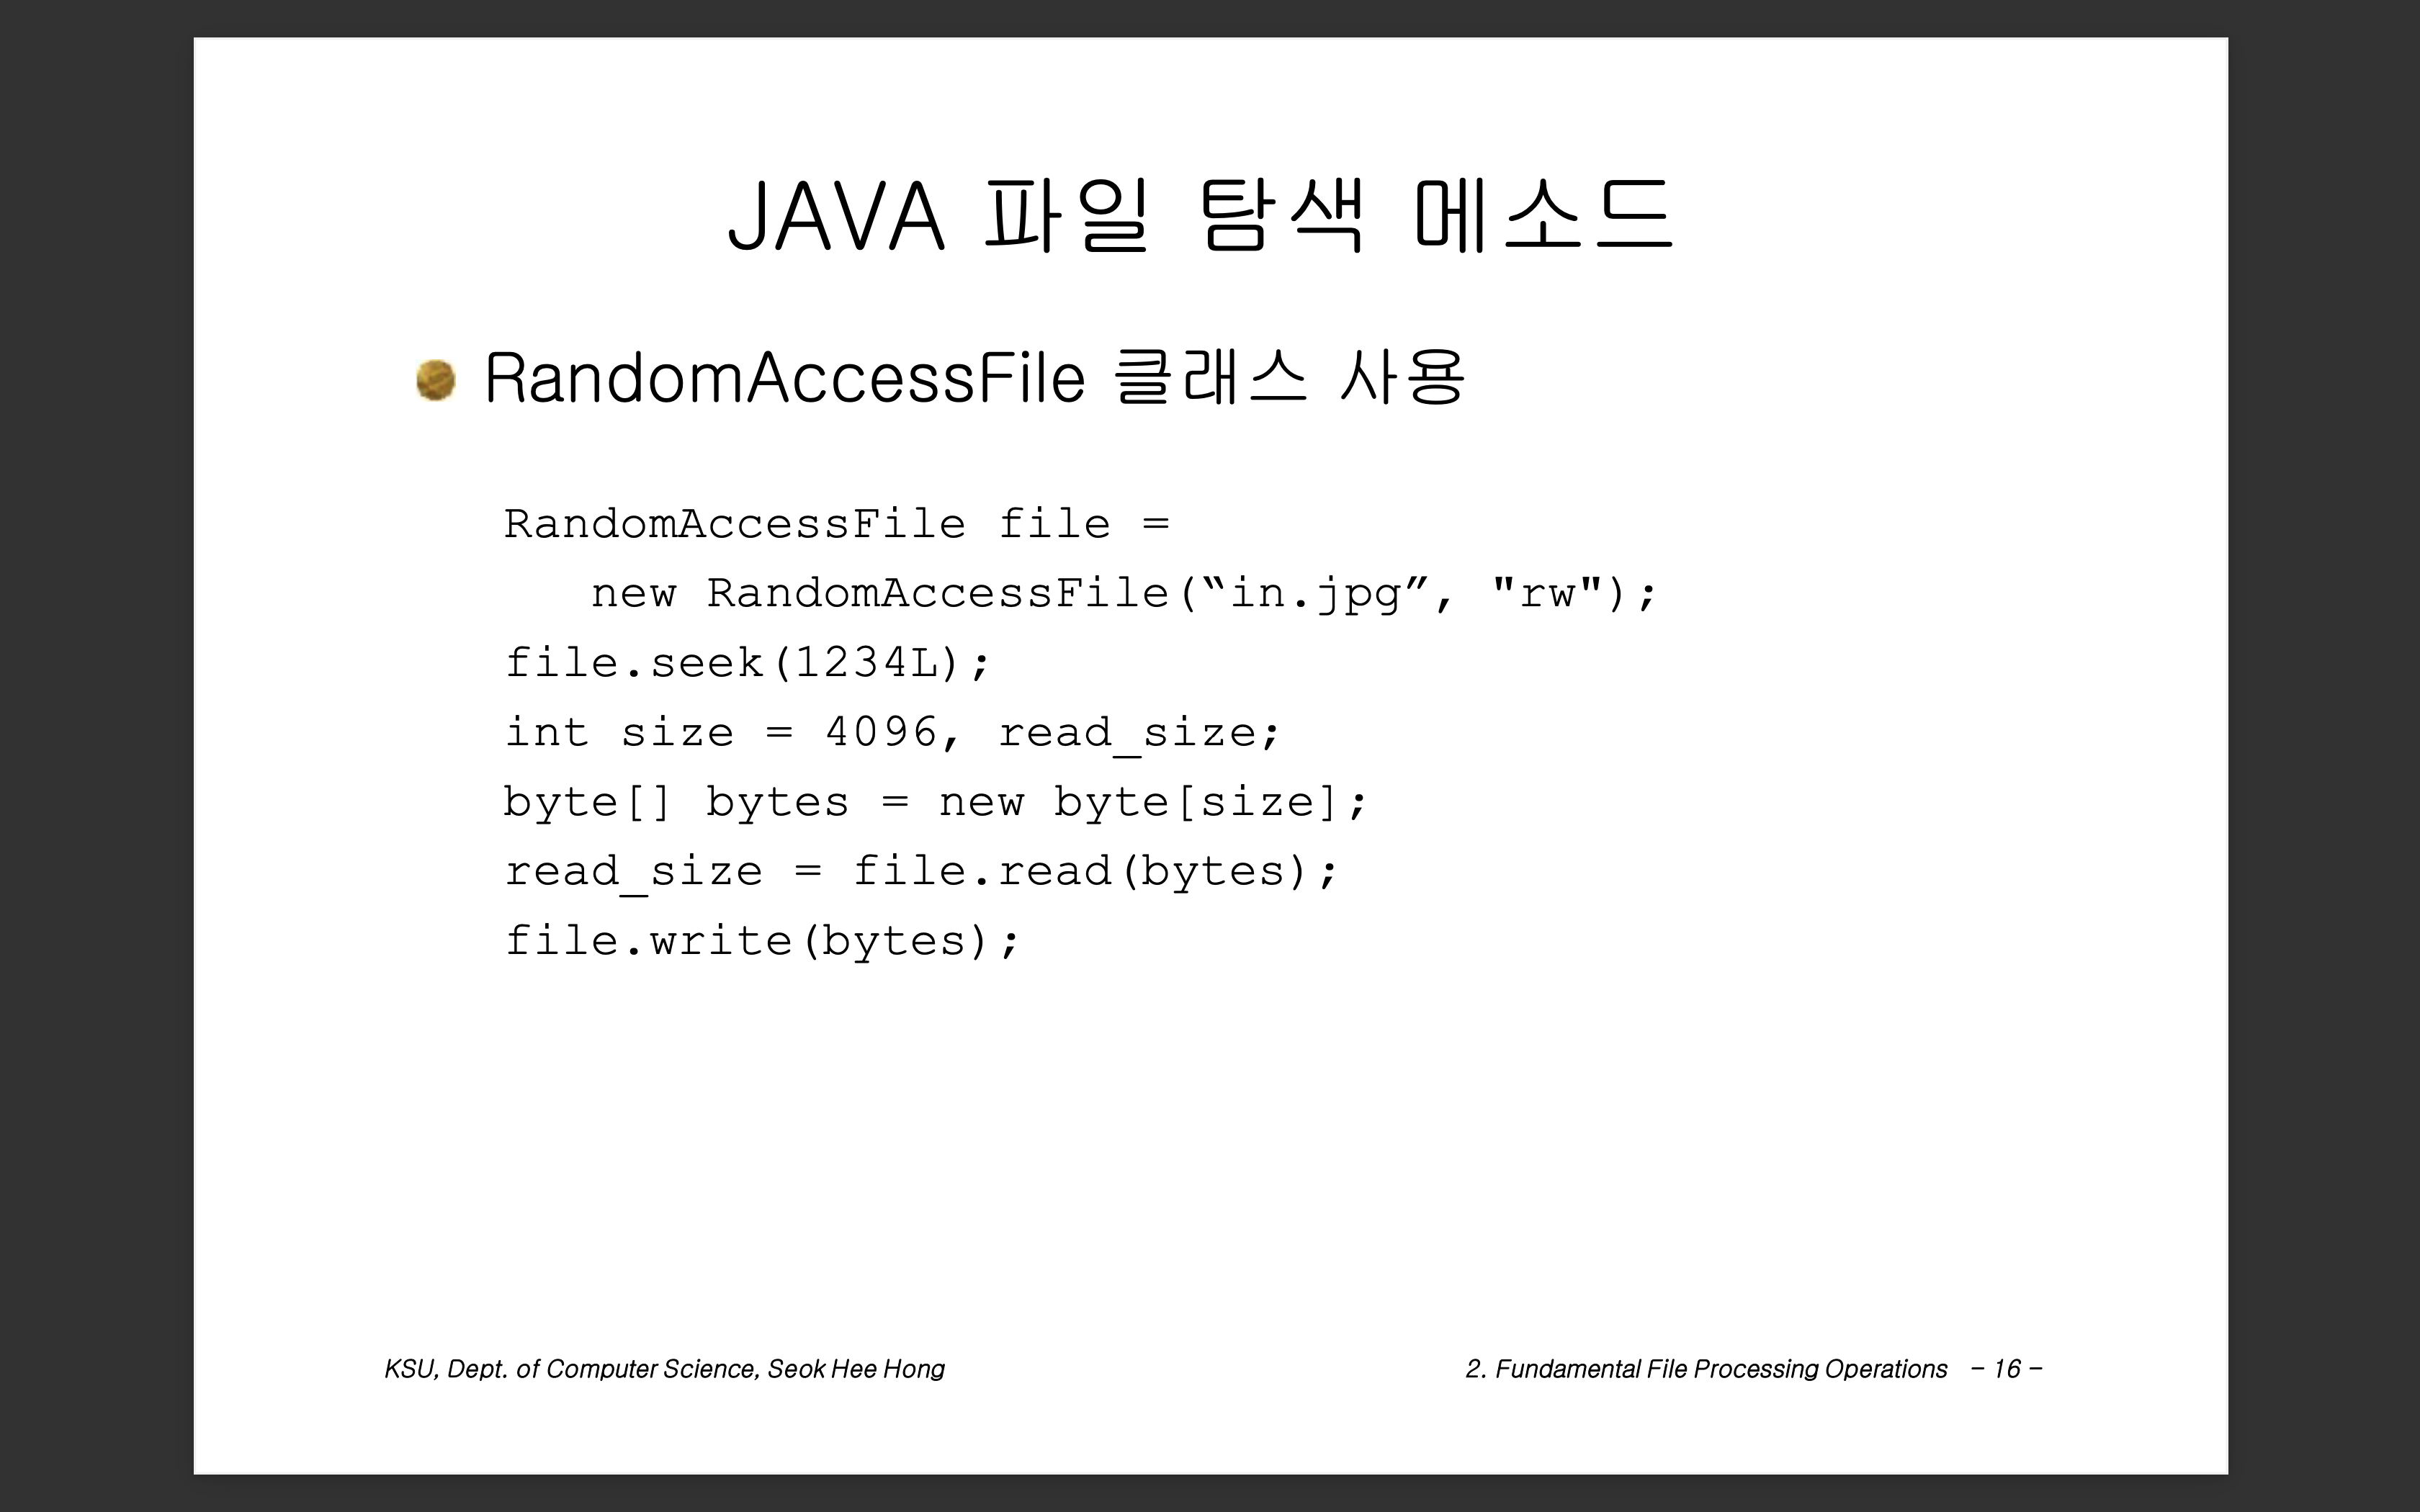 JAVA 파일 탐색 메소드
RandomAccessFile 클래스 사용
RandomAccessFile file =
new RandomAccessFile(“in.jpg”, "rw");
file.seek(1234L);
int size = 4096, read_size;
byte[] bytes = new byte[size];
read_size = file.read(bytes);
file.write(bytes);
KSU, Dept. of Computer Science, Seok Hee Hong
2. Fundamental File Processing Operations – 16 –